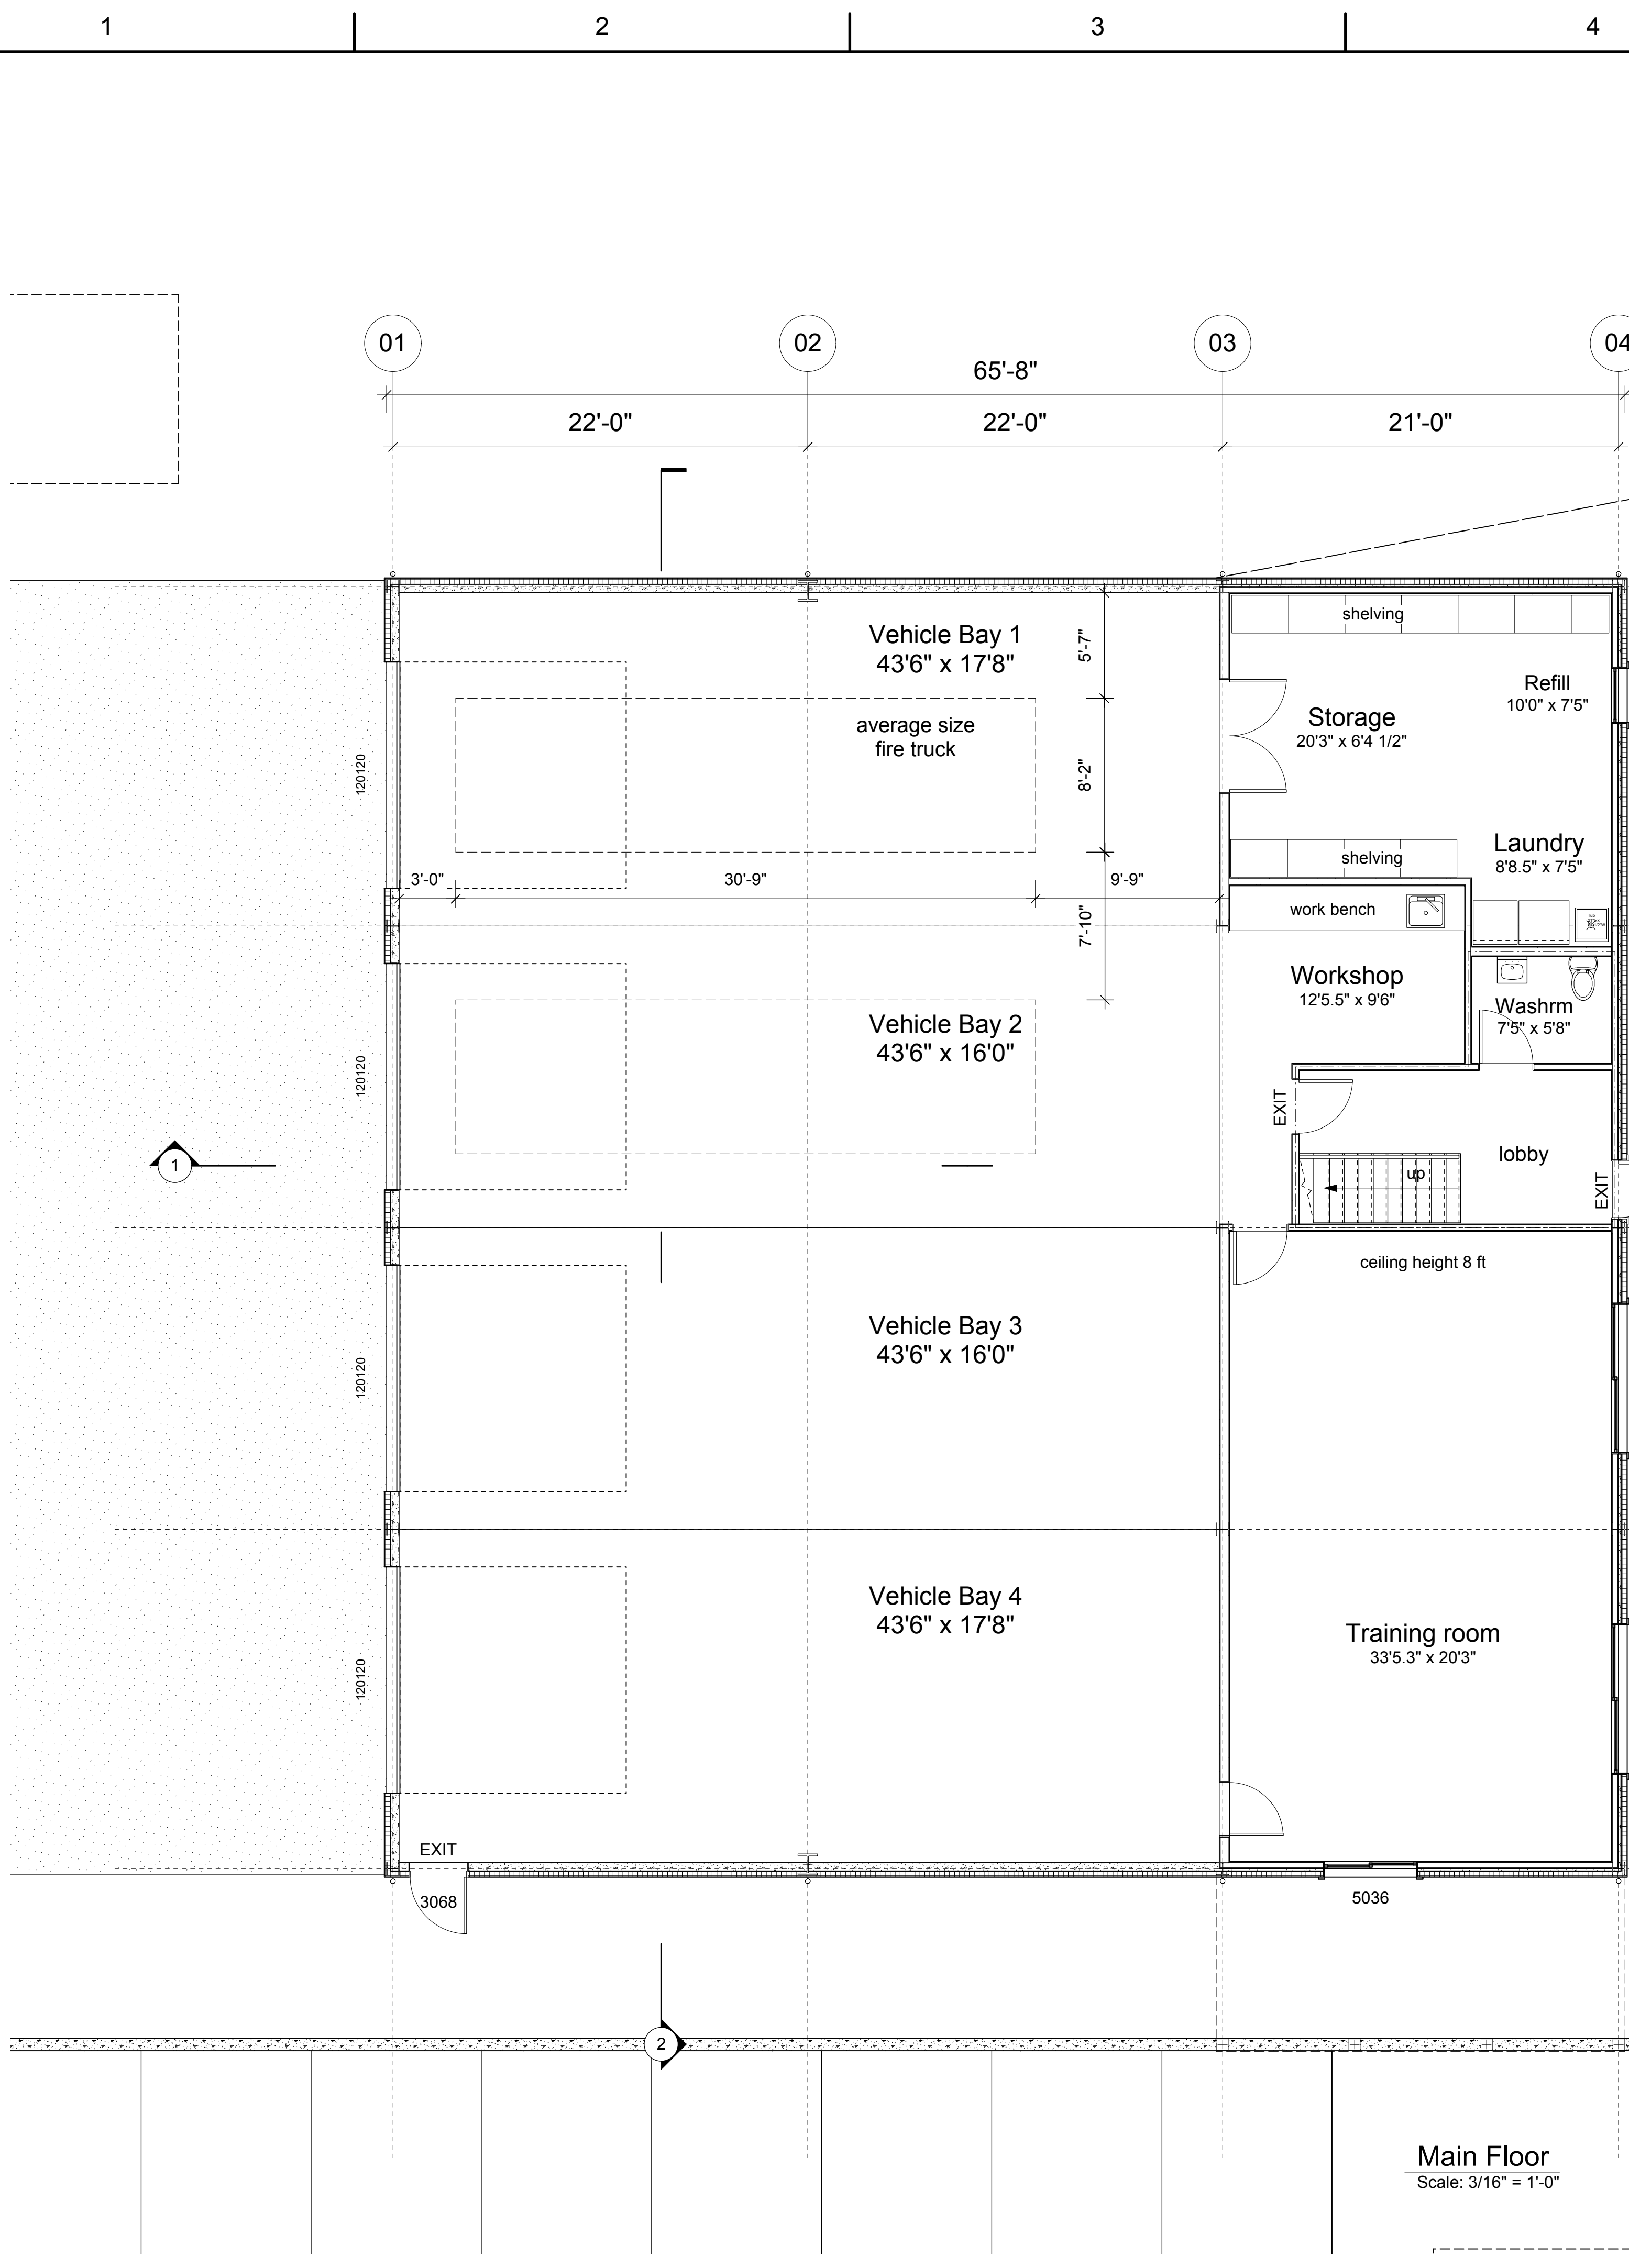 1 2 3 4
01 02 03 04
65'-8"
22'-0" 22'-0" 21'-0"
shelving
Vehicle Bay 1
43'6" x 17'8"
5'-7"
Refill
10'0" x 7'5"
Storage
20'3" x 6'4 1/2"
average size
fire truck
120120
8'-2"
Laundry
8'8.5" x 7'5"
shelving
3'-0" 30'-9" 9'-9"
7'-10"
work bench
Tub
Workshop
12'5.5" x 9'6"
Washrm
7'5" x 5'8"
Vehicle Bay 2
43'6" x 16'0"
120120
EXIT
lobby
1
up
EXIT
ceiling height 8 ft
Vehicle Bay 3
43'6" x 16'0"
120120
Vehicle Bay 4
43'6" x 17'8"
Training room
33'5.3" x 20'3"
120120
EXIT
3068
5036
2
Main Floor
Scale: 3/16" = 1'-0"